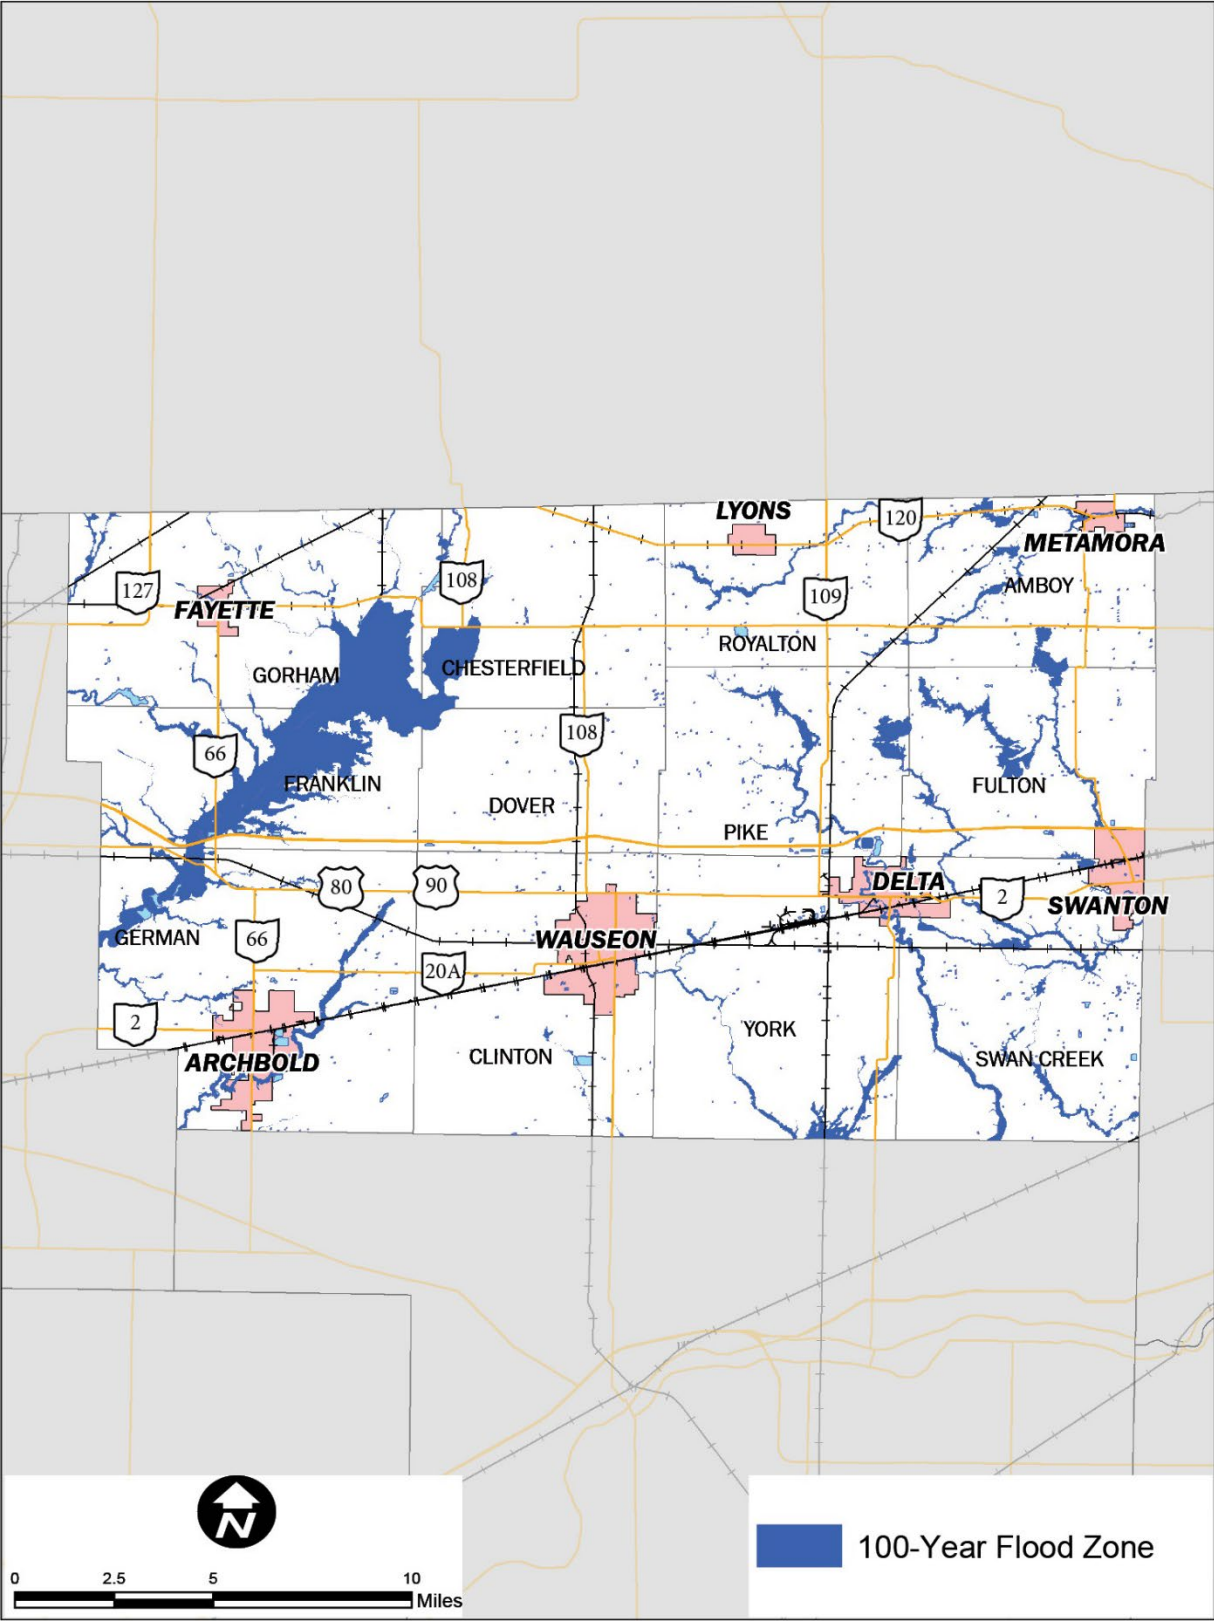 LYONS
120
METAMORA
127
108
AMBOY
109
FAYETTE
ROYALTON
GORHAM
CHESTERFIELD
108
66
FRANKLIN
FULTON
DOVER
PIKE
80
90
DELTA
2
SWANTON
GERMAN
66
WAUSEON
20A
2
YORK
ARCHBOLD
CLINTON
SWAN CREEK
N
0 2.5 5 10
Miles
100-Year Flood Zone